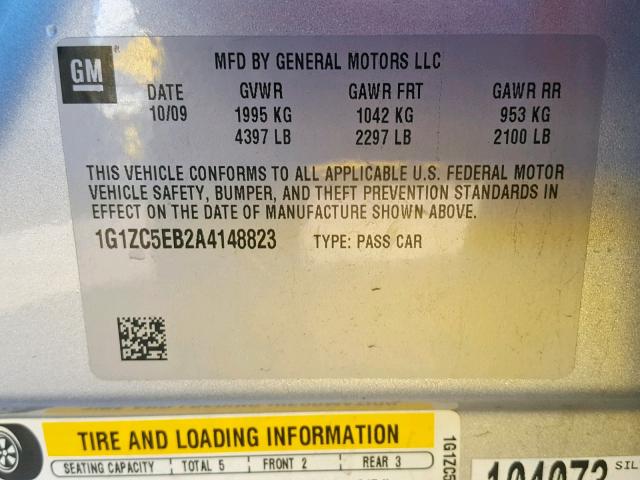 GM
MFD BY GENERAL MOTORS LLC
DATE GVWR GAWR FRT GAWR RR
10/09 1995 KG 1042 KG 953 KG
4397 LB 2297 LB 2100 LB
THIS VEHICLE CONFORMS TO ALL APPLICABLE U.S. FEDERAL MOTOR
VEHICLE SAFETY, BUMPER, AND THEFT PREVENTION STANDARDS IN
EFFECT ON THE DATE OF MANUFACTURE SHOWN ABOVE.
1G1ZC5EB2A4148823 TYPE: PASS CAR
TIRE AND LOADING INFORMATION
SEATING CAPACITY TOTAL 5 FRONT 2 REAR 3
1G1ZC5
SIL